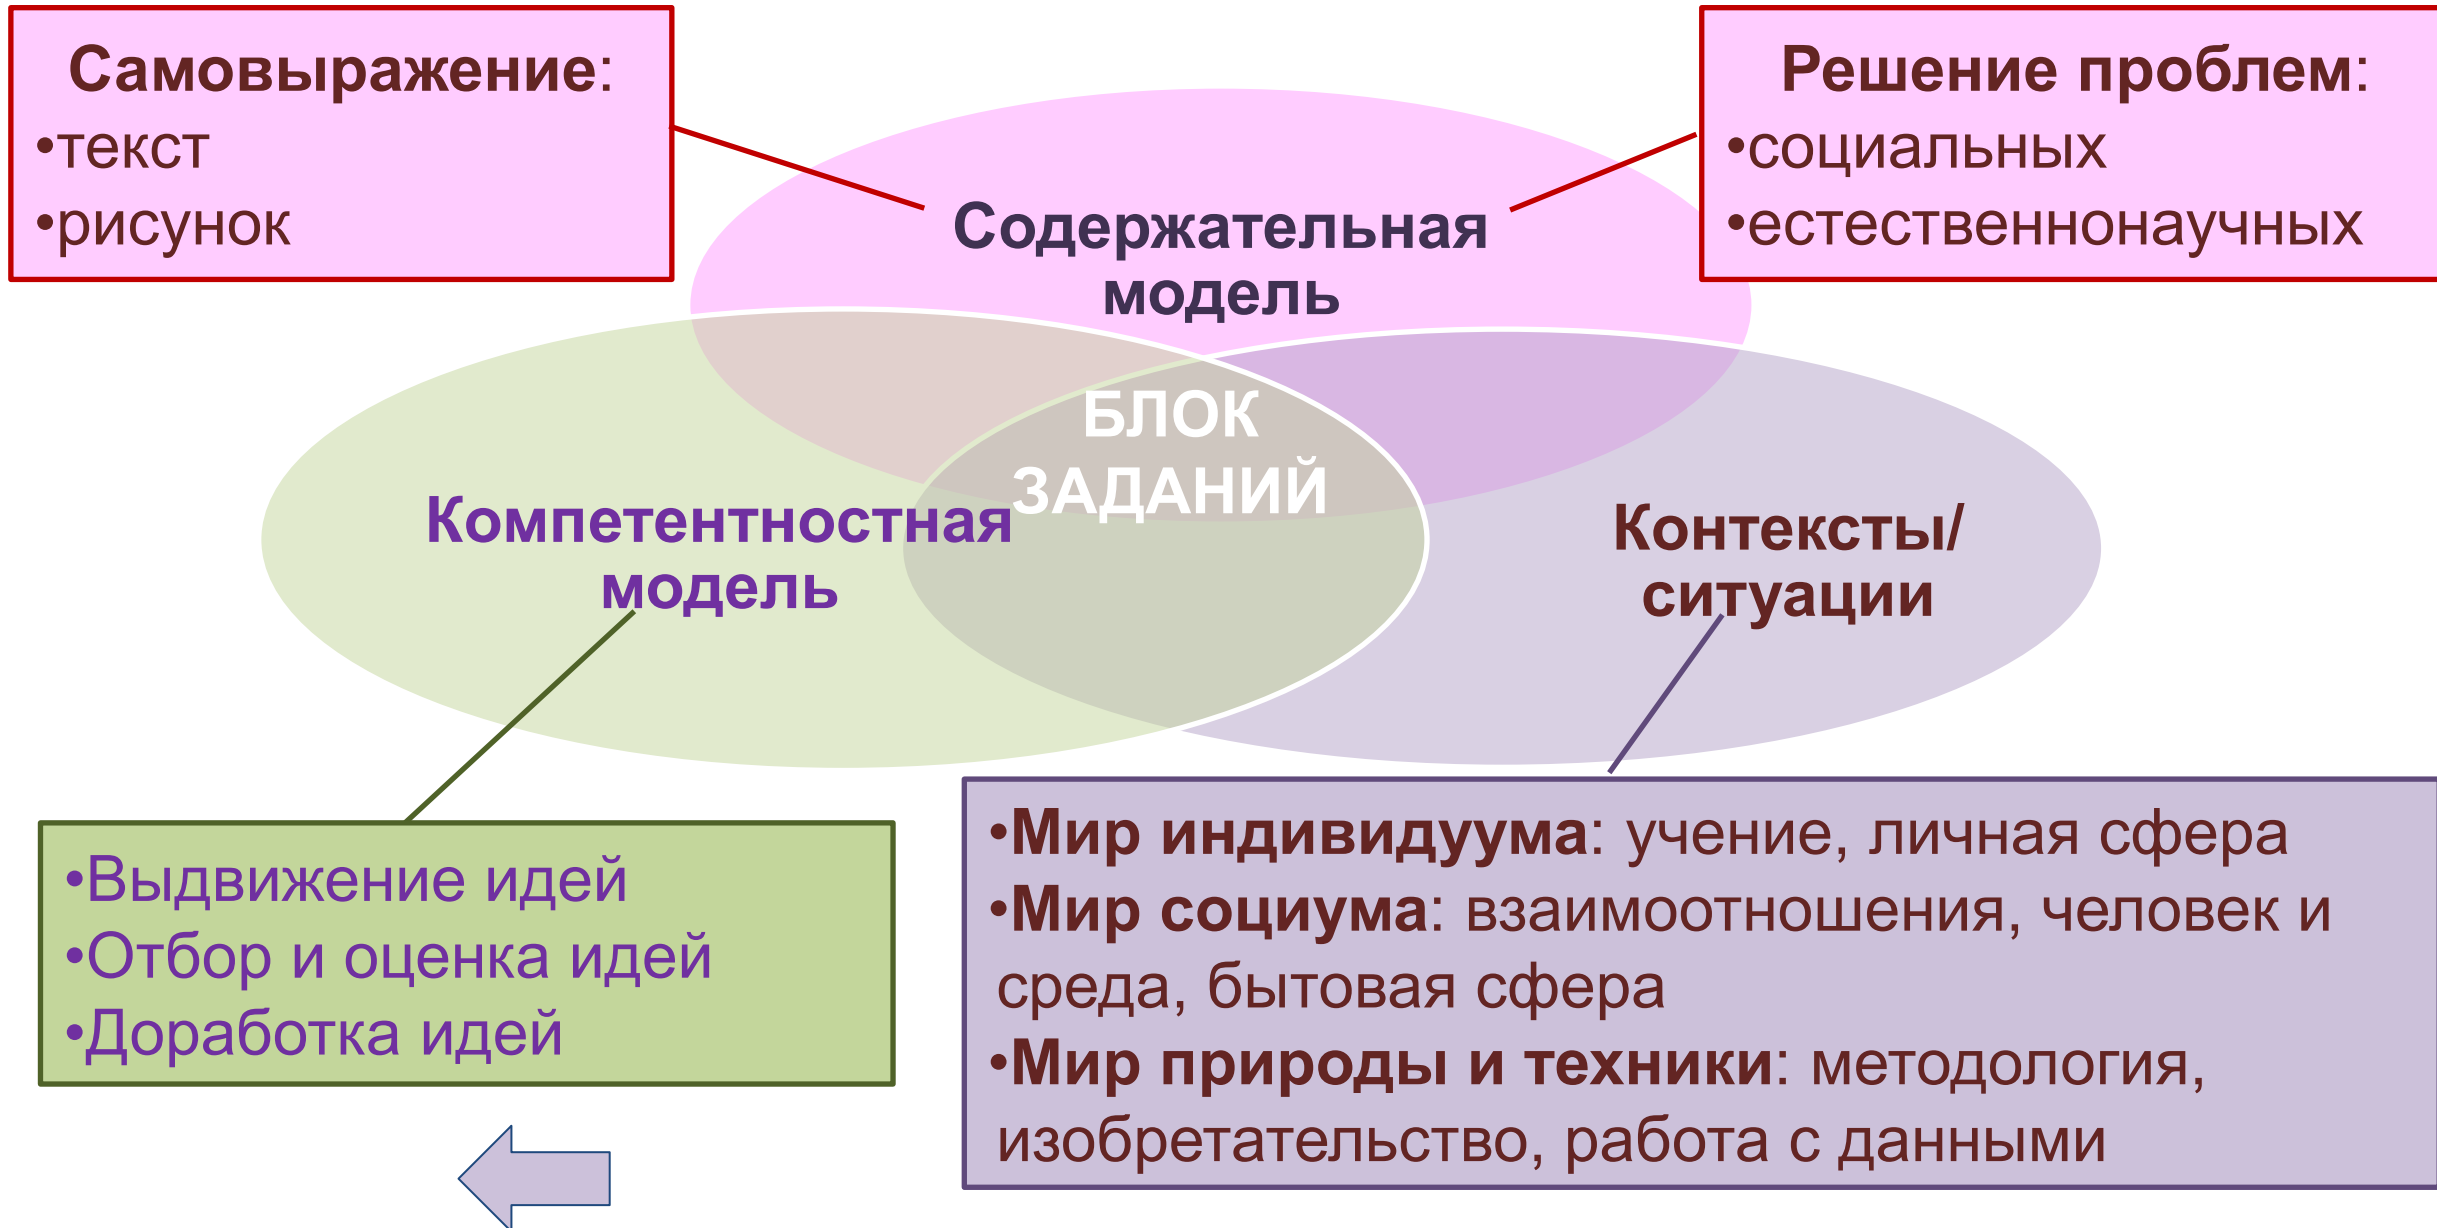 Самовыражение:
•текст
•рисунок
Решение проблем:
•социальных
•естественнонаучных
Содержательная
модель
БЛОК
ЗАДАНИЙ
Компетентностная
модель
Контексты/
ситуации
•Выдвижение идей
•Отбор и оценка идей
•Доработка идей
•Мир индивидуума: учение, личная сфера
•Мир социума: взаимоотношения, человек и
среда, бытовая сфера
•Мир природы и техники: методология,
изобретательство, работа с данными